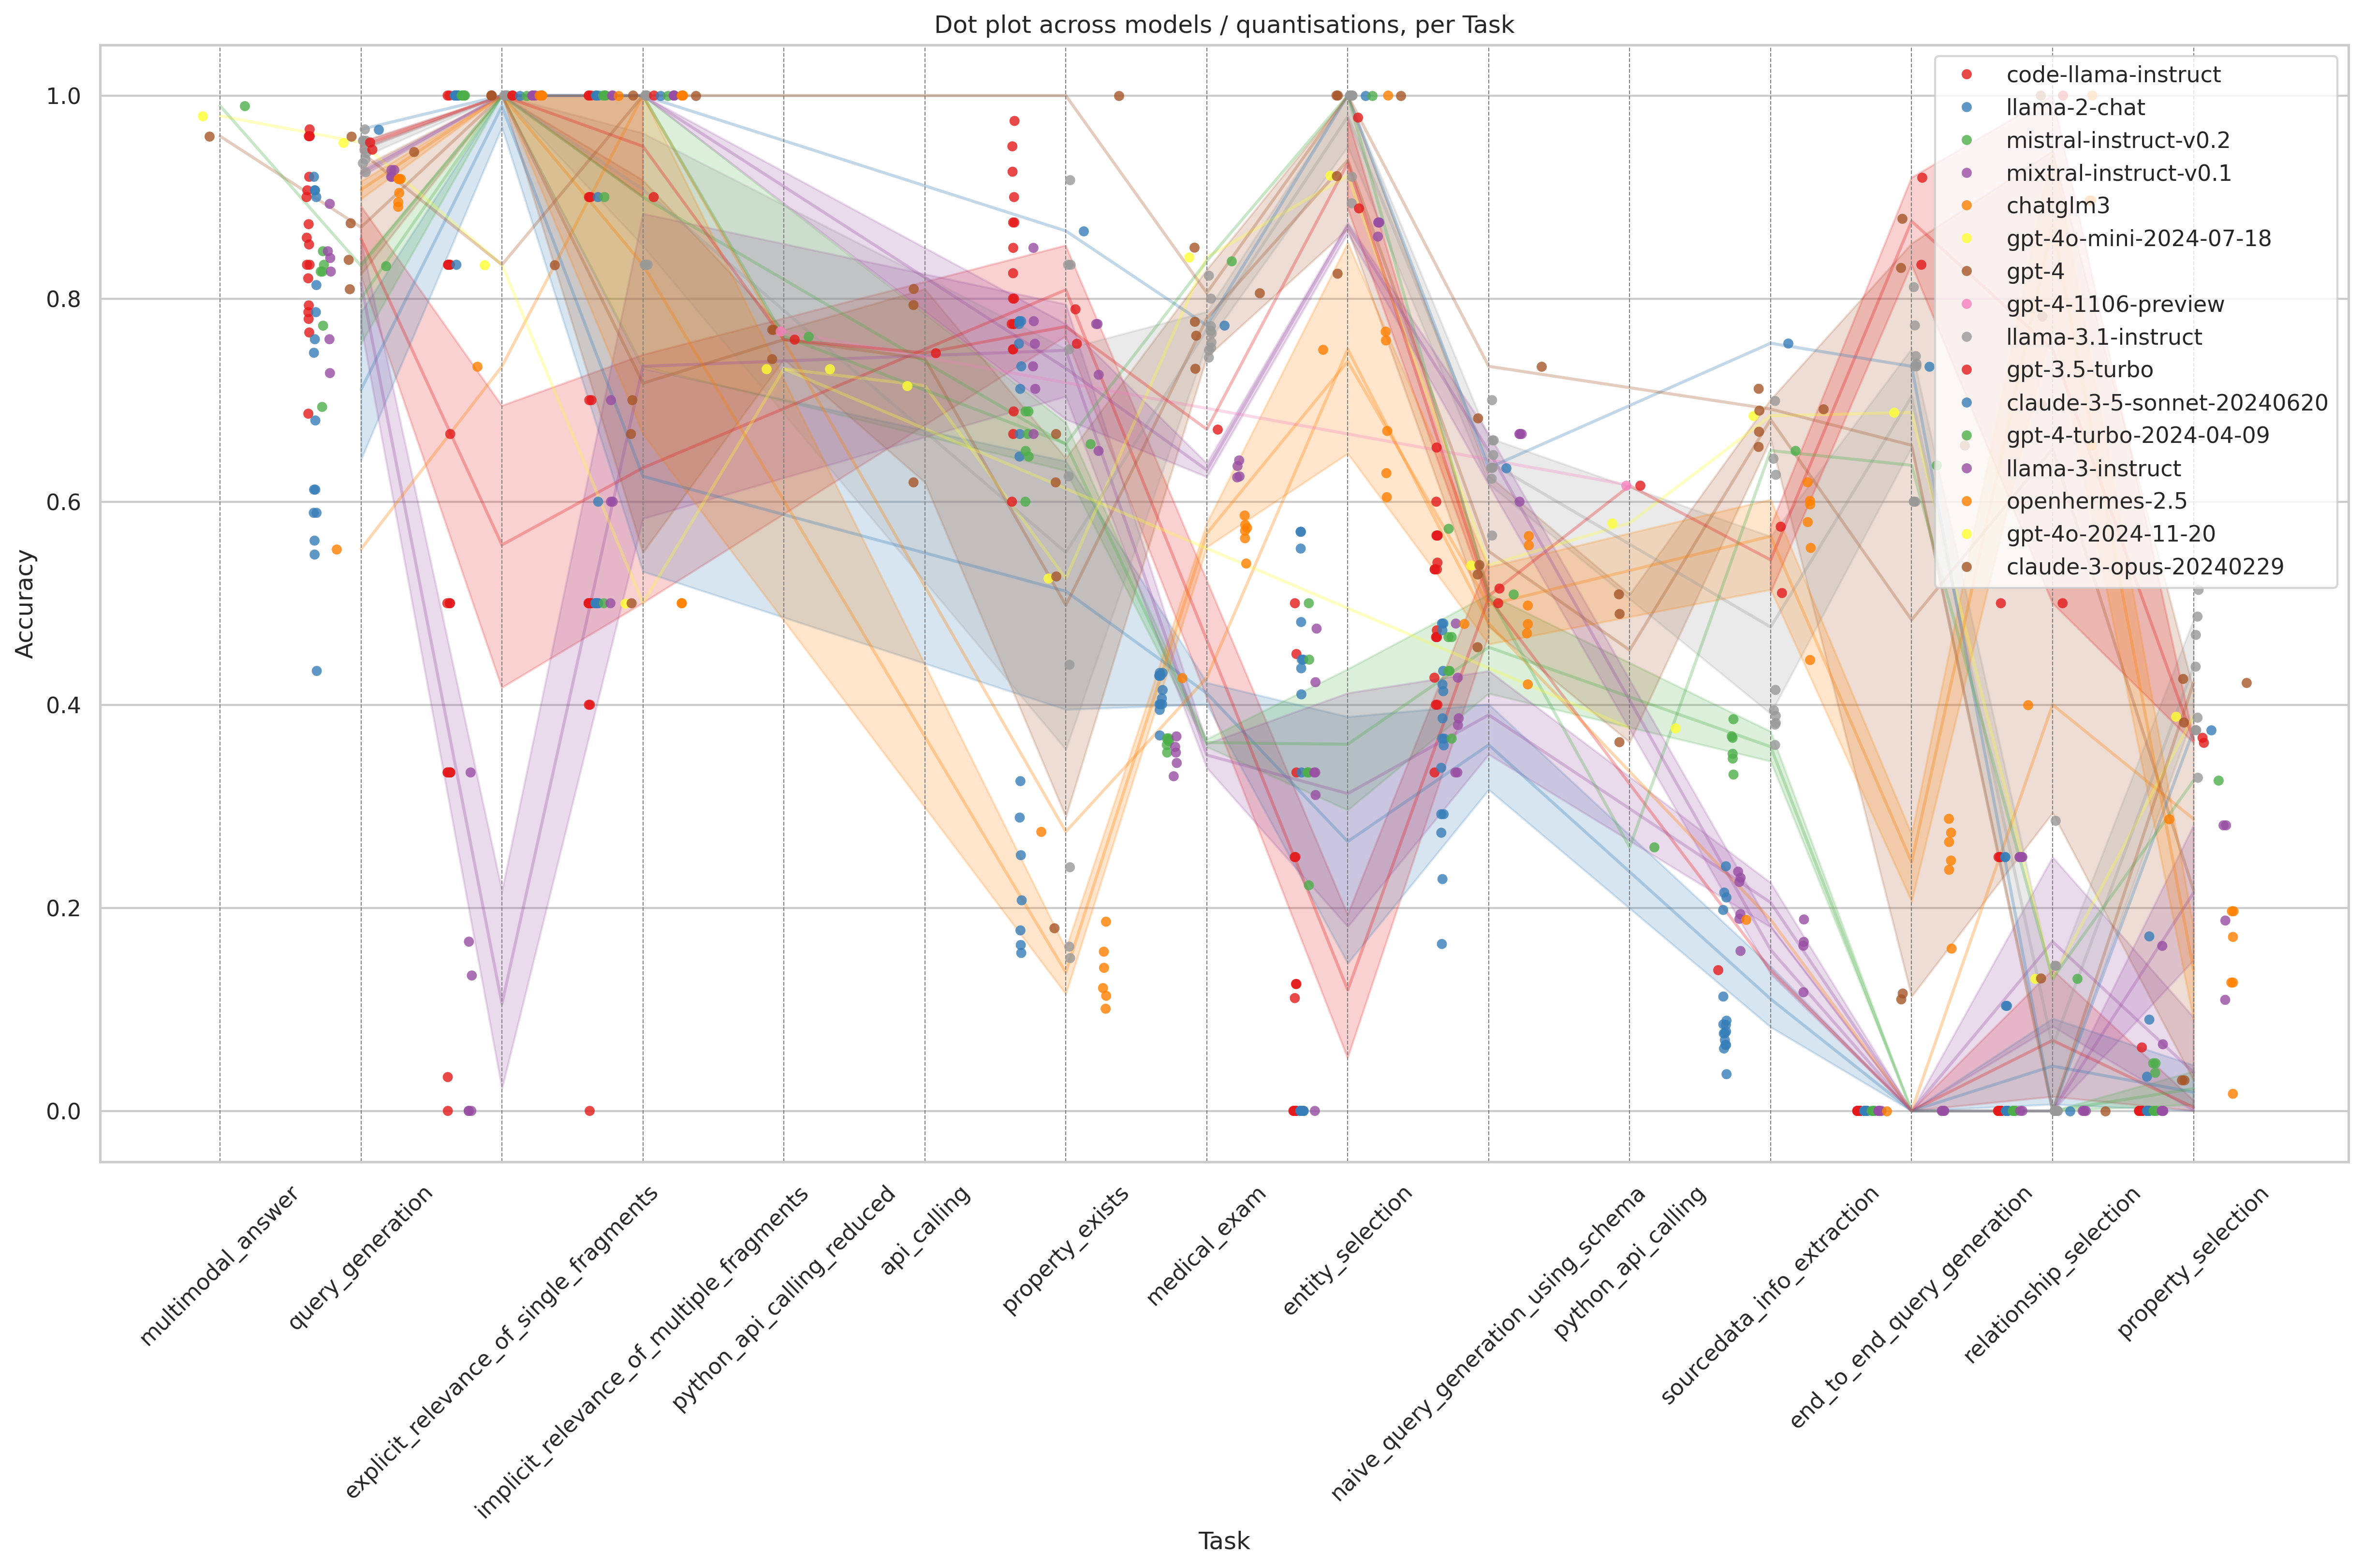 Dot plot across models / quantisations, per Task
Accuracy
1.0
0.8
0.6
0.4
0.2
0.0
code-llama-instruct
llama-2-chat
mistral-instruct-v0.2
mixtral-instruct-v0.1
chatglm3
gpt-4o-mini-2024-07-18
gpt-4
gpt-4-1106-preview
llama-3.1-instruct
gpt-3.5-turbo
claude-3-5-sonnet-20240620
gpt-4-turbo-2024-04-09
llama-3-instruct
openhermes-2.5
gpt-4o-2024-11-20
claude-3-opus-20240229
multimodal_answer
query_generation
explicit_relevance_of_single_fragments
implicit_relevance_of_multiple_fragments
python_api_calling_reduced
api_calling
property_exists
medical_exam
entity_selection
naive_query_generation_using_schema
python_api_calling
sourcedata_info_extraction
end_to_end_query_generation
relationship_selection
property_selection
Task